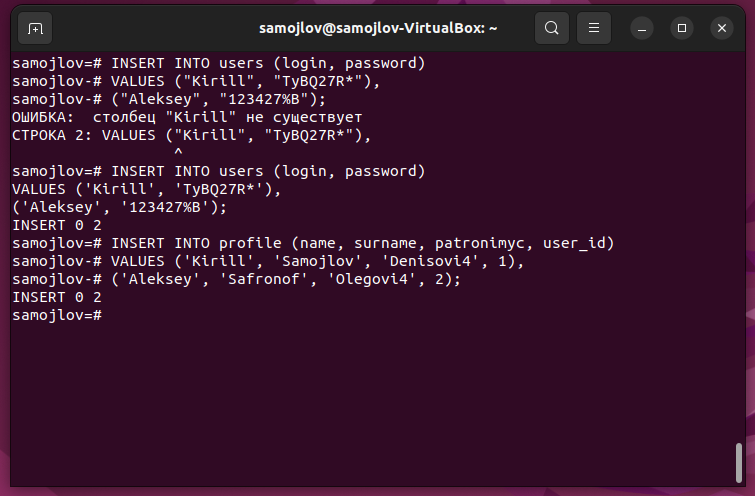 samojlov@samojlov-VirtualBox: ~
samojlov=# INSERT INTO users (login, password)
samojlov-# VALUES ("Kirill", "TyBQ27R*"),
samojlov-# ("Aleksey", "123427%B");
ОШИБКА:  столбец "Kirill" не существует
СТРОКА 2: VALUES ("Kirill", "TyBQ27R*"),
                  ^
samojlov=# INSERT INTO users (login, password)
VALUES ('Kirill', 'TyBQ27R*'),
('Aleksey', '123427%B');
INSERT 0 2
samojlov=# INSERT INTO profile (name, surname, patronimyc, user_id)
samojlov-# VALUES ('Kirill', 'Samojlov', 'Denisovi4', 1),
samojlov-# ('Aleksey', 'Safronof', 'Olegovi4', 2);
INSERT 0 2
samojlov=#